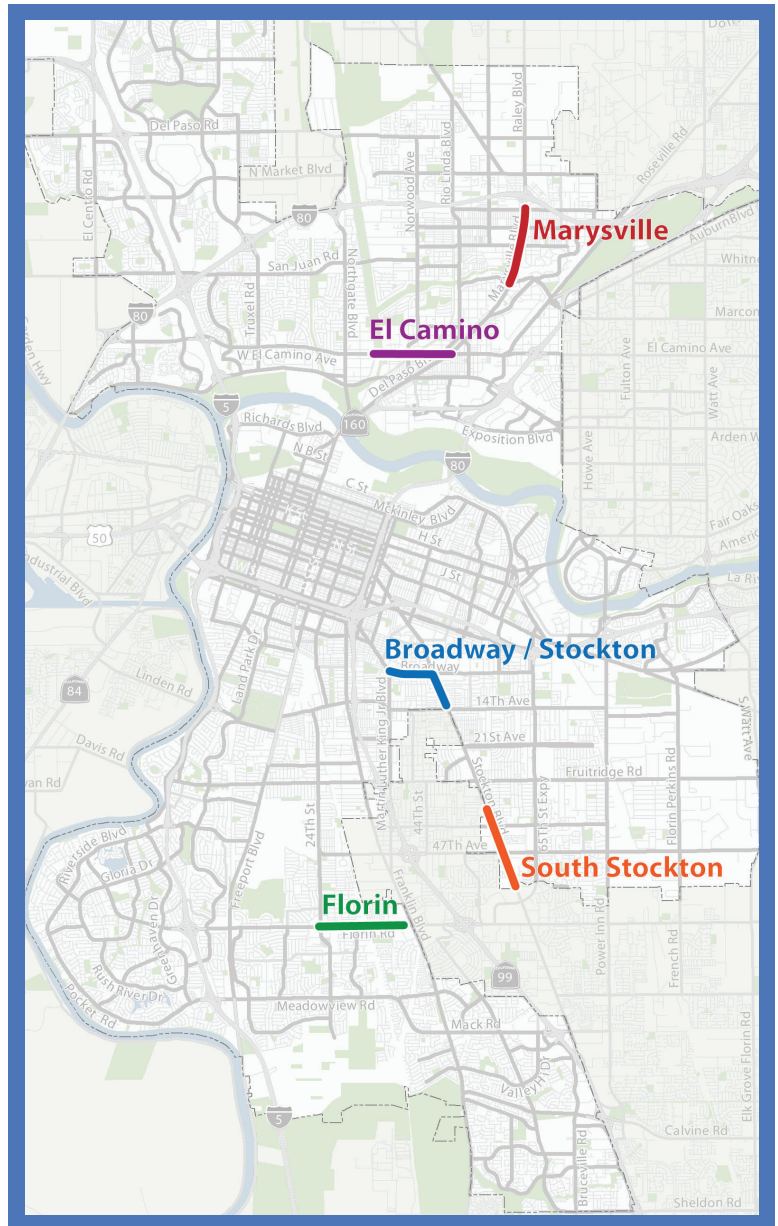 Del Paso Rd
N Market Blvd
El Centro Rd
Raley Blvd
Roseville Rd
Norwood Ave
Rio Linda Blvd
80
Marysville
Marysville Blvd
Auburn Blvd
San Juan Rd
Northgate Blvd
Truxel Rd
80
El Camino
W El Camino Ave
Del Paso Blvd
El Camino Ave
Fulton Ave
Watt Ave
5
160
Richards Blvd
Exposition Blvd
Arden W
Howe Ave
N B St
80
C St
Mckinley Blvd
H St
J St
Fair Oaks
50
Land Park Dr
Broadway / Stockton
Broadway
14Th Ave
84
Linden Rd
S Watt Ave
Davis Rd
21St Ave
Martin Luther King Jr Blvd
Fruitridge Rd
24Th St
44Th St
Stockton Blvd
65Th St Expy
Florin Perkins Rd
47Th Ave
Riverside Blvd
Gloria Dr
Freeport Blvd
South Stockton
Florin
Florin Rd
Franklin Blvd
Greenhaven Dr
Power Inn Rd
French Rd
99
Rush River Dr
Pocket Rd
Meadowview Rd
Mack Rd
Valley Hi Dr
5
Elk Grove Florin Rd
Calvine Rd
Bruceville Rd
Sheldon Rd